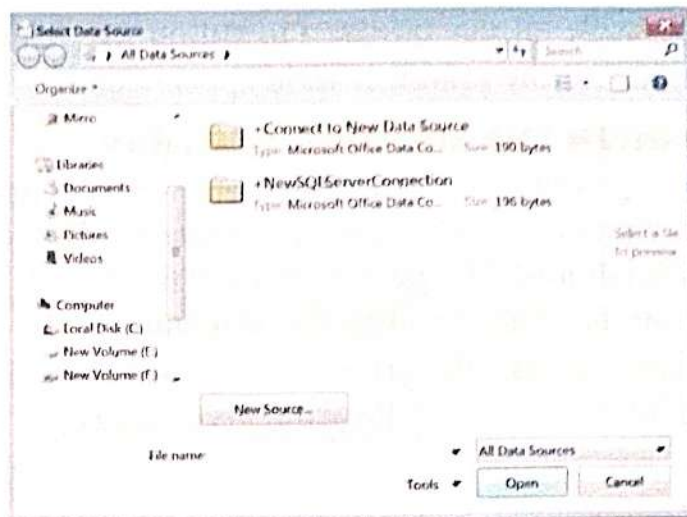 Select Data Source
All Data Sources
Search
Organize
Micro
+Connect to New Data Source
Type: Microsoft Office Data Co... Size: 190 bytes
Libraries
Documents
+NewSQLServerConnection
Type: Microsoft Office Data Co... Size: 196 bytes
Music
Pictures
Videos
Select a file
to preview
Computer
Local Disk (C:)
New Volume (E:)
New Volume (F:)
New Source...
File name:
All Data Sources
Tools
Open
Cancel